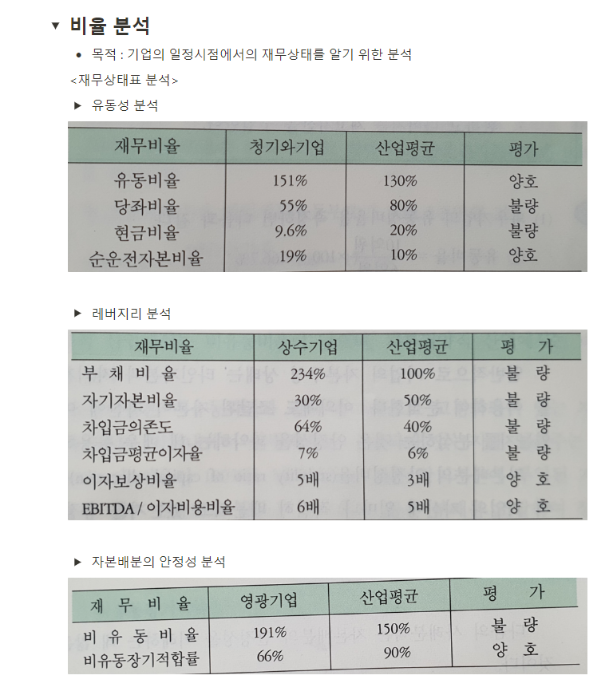 ▼ 비율 분석
• 목적 : 기업의 일정시점에서의 재무상태를 알기 위한 분석
<재무상태표 분석>
▶ 유동성 분석
재무비율 청기와기업 산업평균 평가
유동비율 151% 130% 양호
당좌비율 55% 80% 불량
현금비율 9.6% 20% 불량
순운전자본비율 19% 10% 양호
▶ 레버지리 분석
재무비율 상수기업 산업평균 평 가
부 채 비 율 234% 100% 불 량
자기자본비율 30% 50% 불 량
차입금의존도 64% 40% 불 량
차입금평균이자율 7% 6% 불 량
이자보상비율 5배 3배 양 호
EBITDA / 이자비용비율 6배 5배 양 호
▶ 자본배분의 안정성 분석
재 무 비 율 영광기업 산업평균 평 가
비 유 동 비 율 191% 150% 불 량
비유동장기적합률 66% 90% 양 호